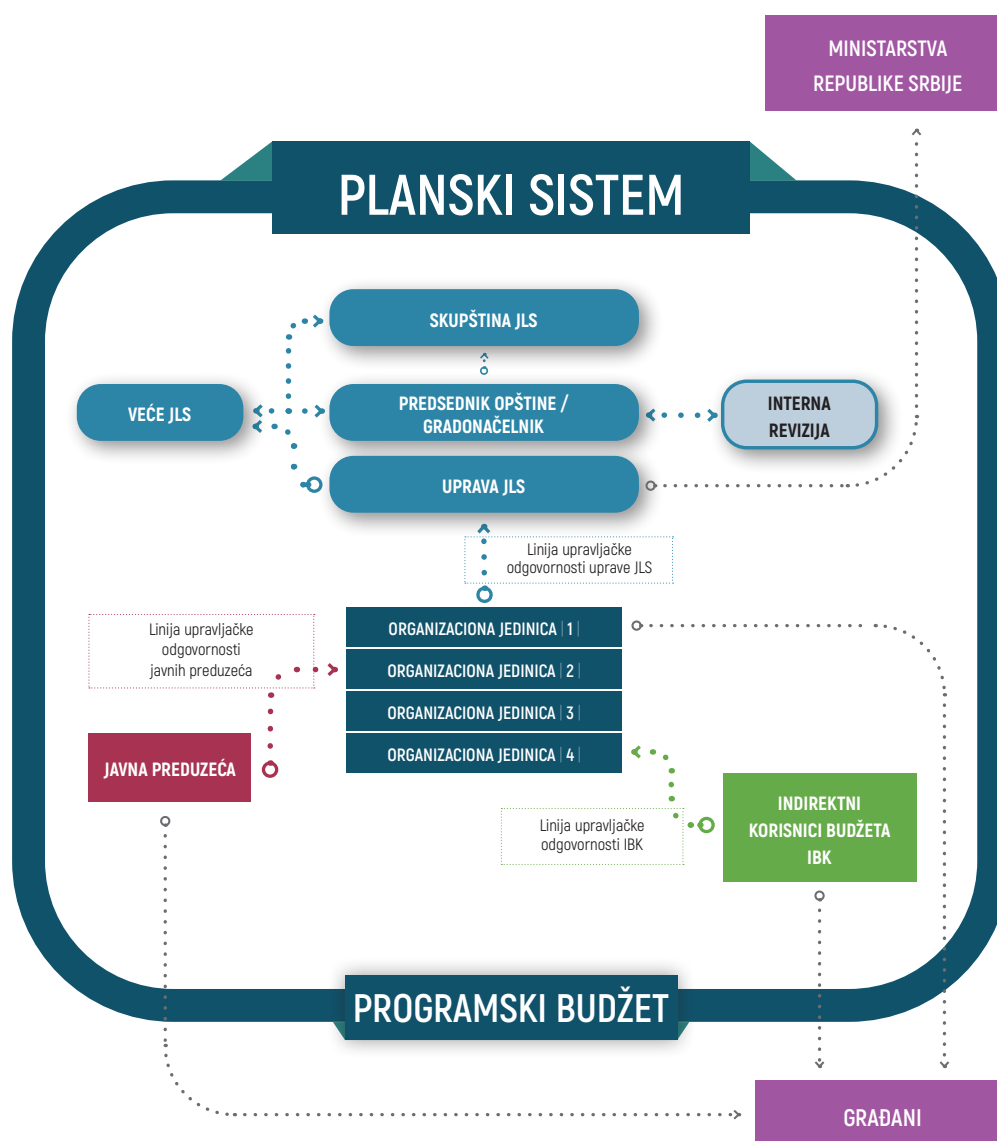 MINISTARSTVA
REPUBLIKE SRBIJE
PLANSKI SISTEM
SKUPŠTINA JLS
VEĆE JLS
PREDSEDNIK OPŠTINE /
GRADONAČELNIK
INTERNA
REVIZIJA
UPRAVA JLS
Linija upravljačke
odgovornosti uprave JLS
Linija upravljačke
odgovornosti
javnih preduzeća
ORGANIZACIONA JEDINICA | 1 |
ORGANIZACIONA JEDINICA | 2 |
ORGANIZACIONA JEDINICA | 3 |
ORGANIZACIONA JEDINICA | 4 |
JAVNA PREDUZEĆA
Linija upravljačke
odgovornosti IBK
INDIREKTNI
KORISNICI BUDŽETA
IBK
PROGRAMSKI BUDŽET
GRAĐANI